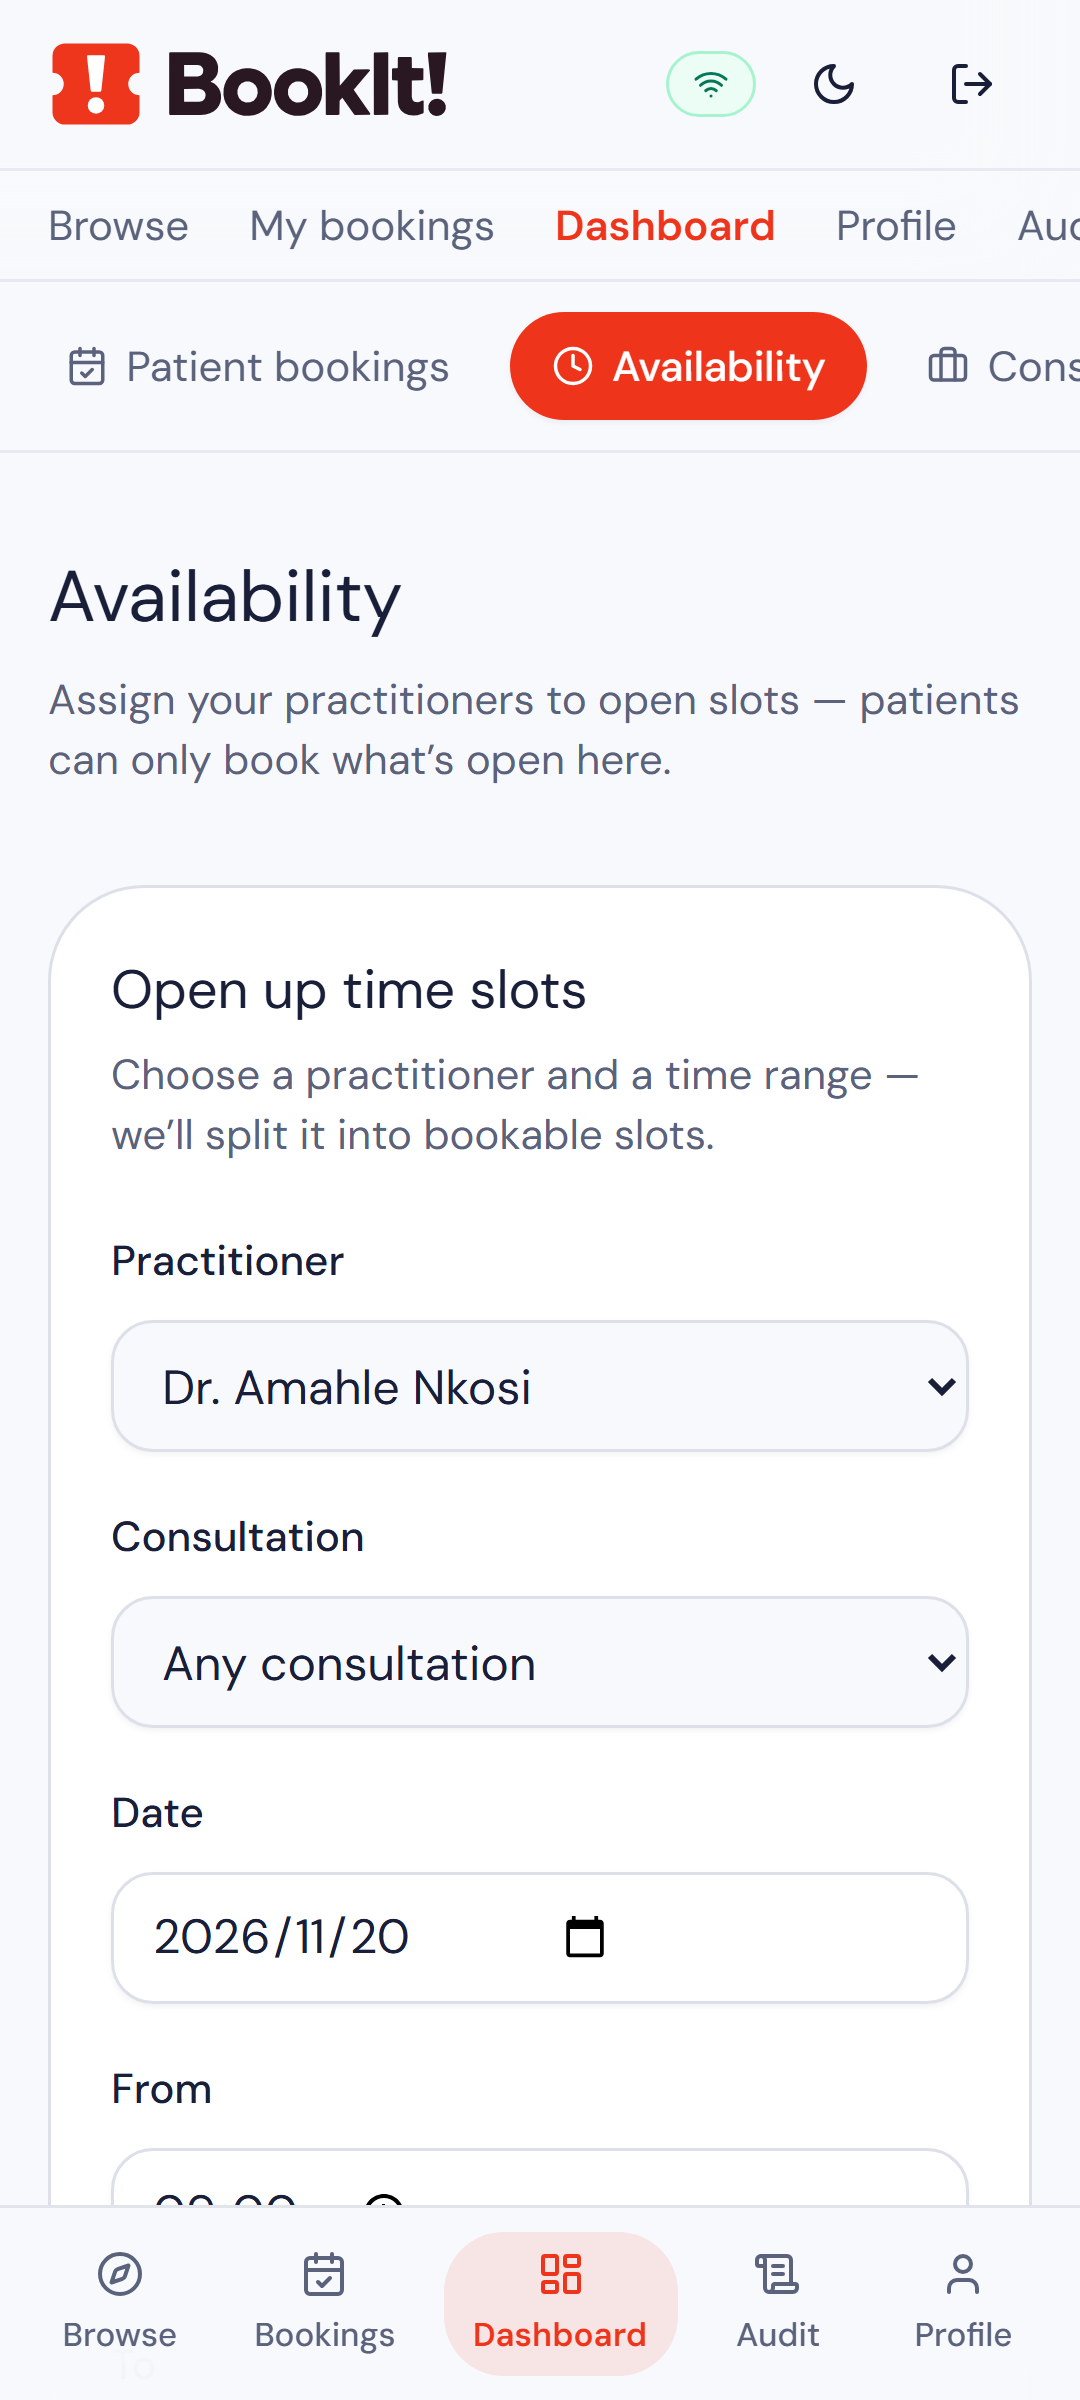 BookIt!
Browse My bookings Dashboard Profile
Patient bookings Availability
Availability
Assign your practitioners to open slots — patients
can only book what’s open here.
Open up time slots
Choose a practitioner and a time range —
we’ll split it into bookable slots.
Practitioner
Dr. Amahle Nkosi
Consultation
Any consultation
Date
2026/11/20
From
Browse Bookings Dashboard Audit Profile
To